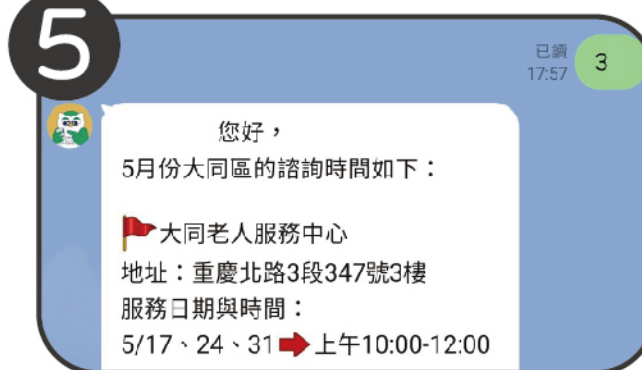 5
已讀
17:57
3
您好，
5月份大同區的諮詢時間如下：
🚩大同老人服務中心
地址：重慶北路3段347號3樓
服務日期與時間：
5/17、24、31➡上午10:00-12:00